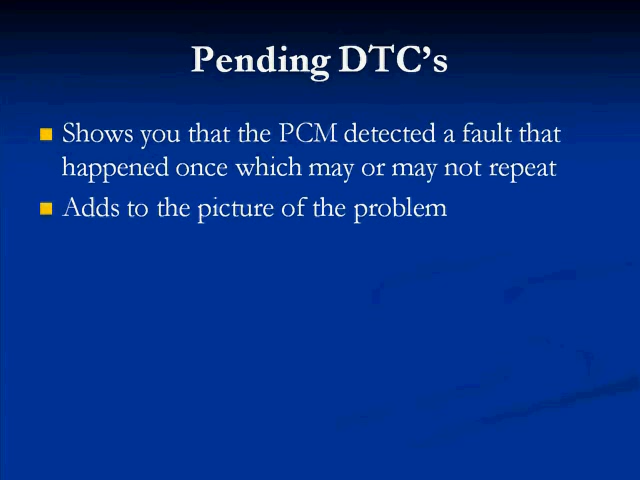 Pending DTC’s
Shows you that the PCM detected a fault that
happened once which may or may not repeat
Adds to the picture of the problem